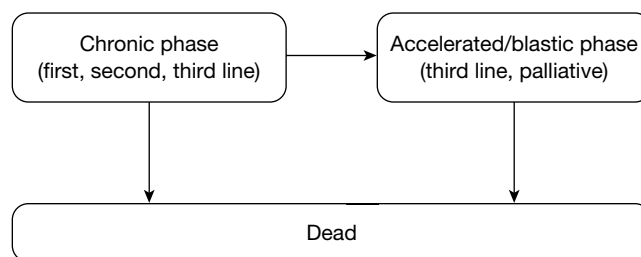 Chronic phase
(first, second, third line)
Accelerated/blastic phase
(third line, palliative)
Dead